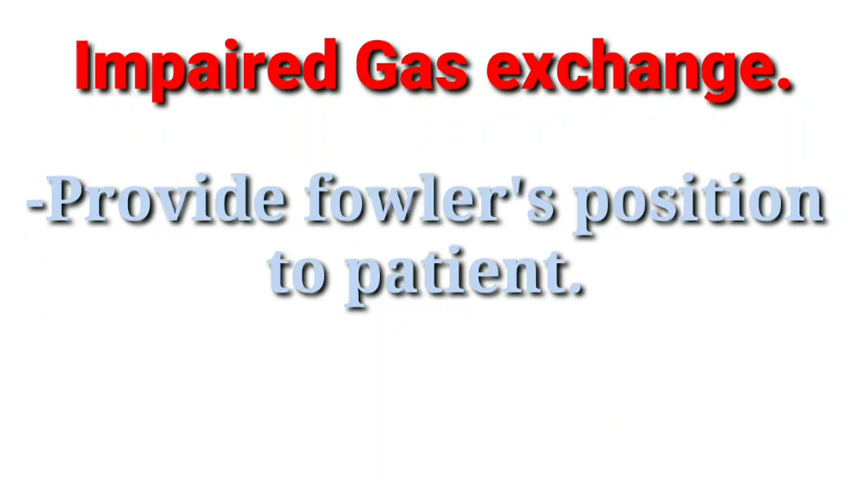 Impaired Gas exchange.
-Provide fowler's position
to patient.